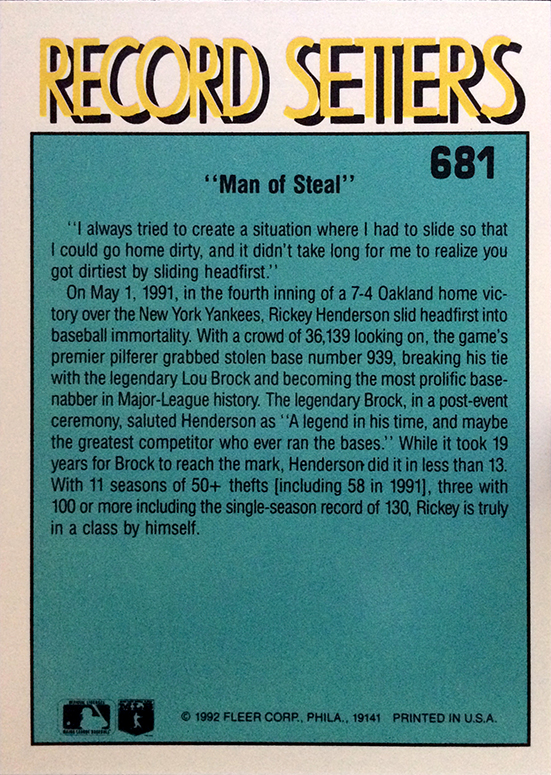 RECORD SETTERS
681
"Man of Steal"
"I always tried to create a situation where I had to slide so that
I could go home dirty, and it didn't take long for me to realize you
got dirtiest by sliding headfirst."
On May 1, 1991, in the fourth inning of a 7-4 Oakland home vic-
tory over the New York Yankees, Rickey Henderson slid headfirst into
baseball immortality. With a crowd of 36,139 looking on, the game's
premier pilferer grabbed stolen base number 939, breaking his tie
with the legendary Lou Brock and becoming the most prolific base-
nabber in Major-League history. The legendary Brock, in a post-event
ceremony, saluted Henderson as "A legend in his time, and maybe
the greatest competitor who ever ran the bases." While it took 19
years for Brock to reach the mark, Henderson did it in less than 13.
With 11 seasons of 50+ thefts [including 58 in 1991], three with
100 or more including the single-season record of 130, Rickey is truly
in a class by himself.
MAJOR LEAGUE BASEBALL
© 1992 FLEER CORP., PHILA., 19141 PRINTED IN U.S.A.